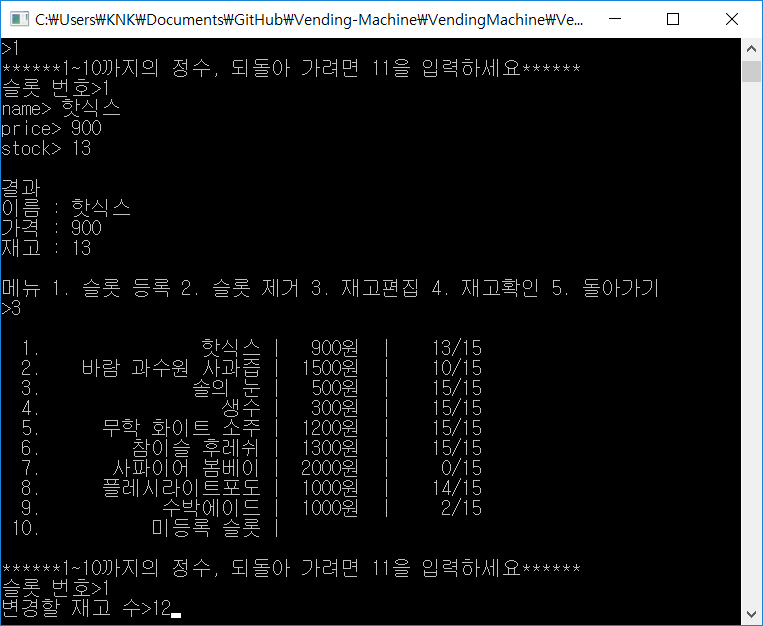 C:₩Users₩KNK₩Documents₩GitHub₩Vending-Machine₩VendingMachine₩Ve...
>1
******1~10까지의 정수, 되돌아 가려면 11을 입력하세요******
슬롯 번호>1
name> 핫식스
price> 900
stock> 13
결과
이름 : 핫식스
가격 : 900
재고 : 13
메뉴 1. 슬롯 등록 2. 슬롯 제거 3. 재고편집 4. 재고확인 5. 돌아가기
>3
1. 핫식스 | 900원 | 13/15
2. 바람 과수원 사과즙 | 1500원 | 10/15
3. 솔의 눈 | 500원 | 15/15
4. 생수 | 300원 | 15/15
5. 무학 화이트 소주 | 1200원 | 15/15
6. 참이슬 후레쉬 | 1300원 | 15/15
7. 사파이어 봄베이 | 2000원 | 0/15
8. 플레시라이트포도 | 1000원 | 14/15
9. 수박에이드 | 1000원 | 2/15
10. 미등록 슬롯 |
******1~10까지의 정수, 되돌아 가려면 11을 입력하세요******
슬롯 번호>1
변경할 재고 수>12